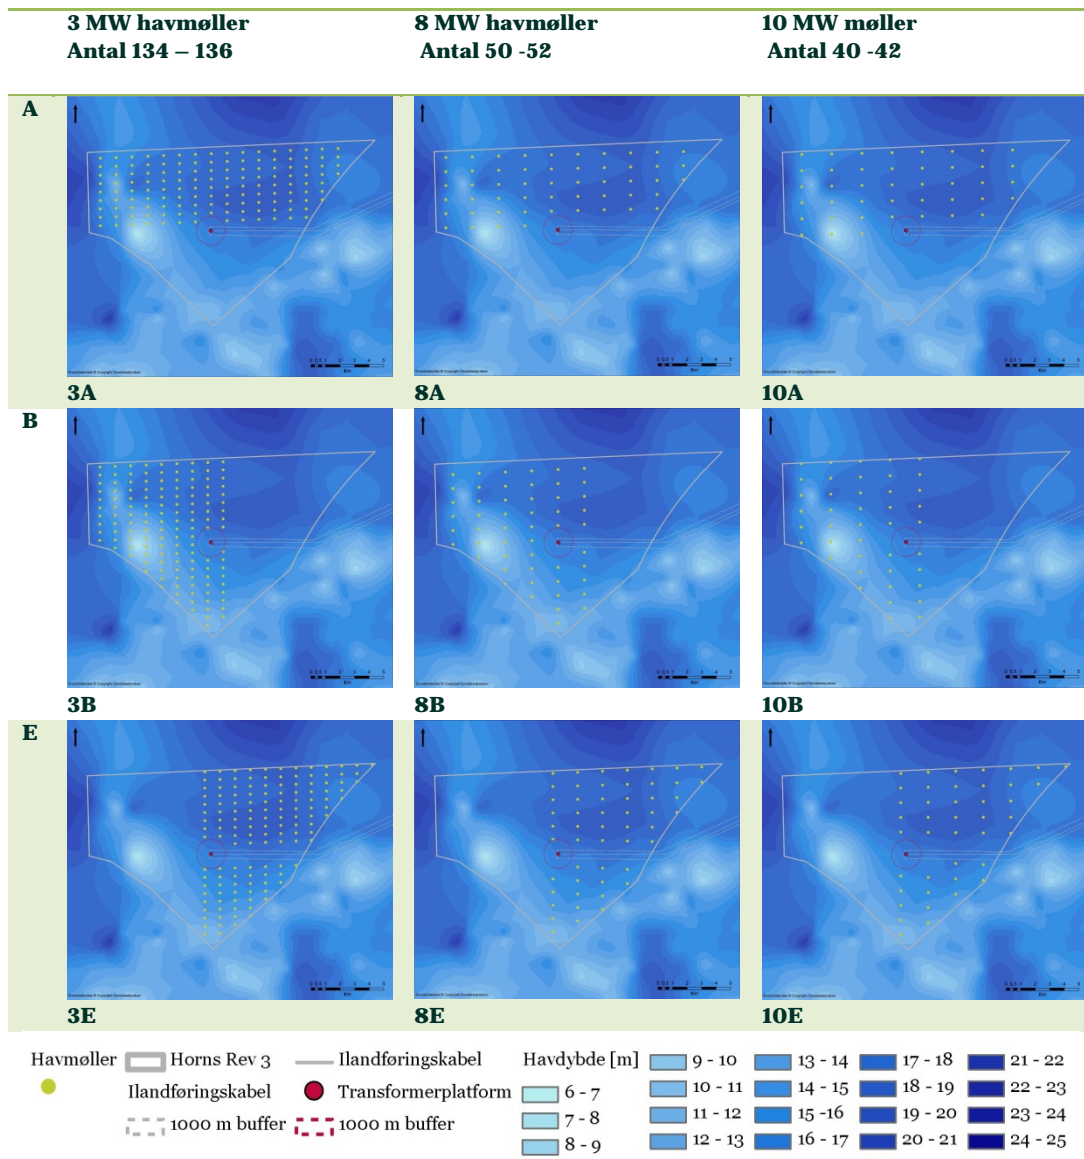 3 MW havmøller
Antal 134 – 136
8 MW havmøller
Antal 50 -52
10 MW møller
Antal 40 -42
A
3A
8A
10A
B
3B
8B
10B
E
3E
8E
10E
Havmøller
Horns Rev 3
Ilandføringskabel
Ilandføringskabel
Transformerplatform
1000 m buffer
1000 m buffer
Havdybde [m]
6 - 7
7 - 8
8 - 9
9 - 10
10 - 11
11 - 12
12 - 13
13 - 14
14 - 15
15 -16
16 - 17
17 - 18
18 - 19
19 - 20
20 - 21
21 - 22
22 - 23
23 - 24
24 - 25